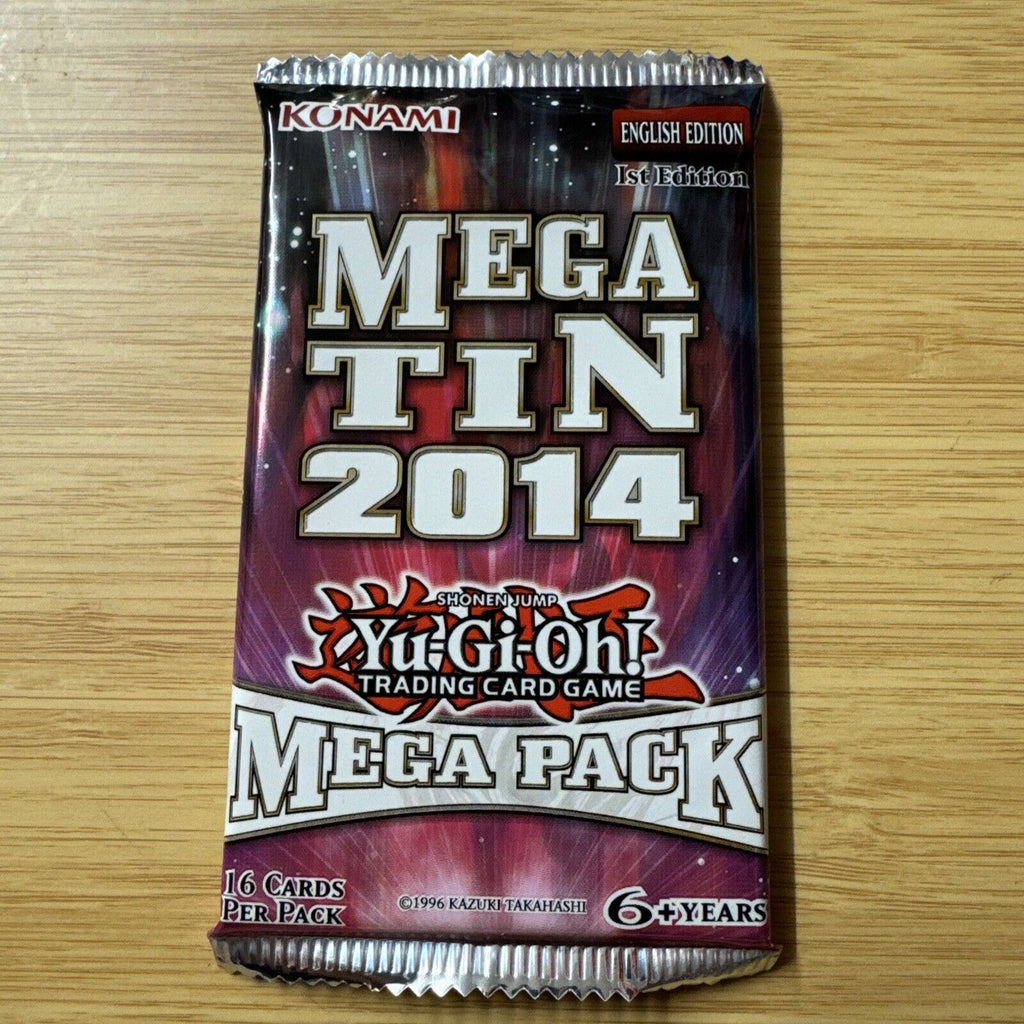 KONAMI
ENGLISH EDITION
1st Edition
MEGA
TIN
2014
SHONEN JUMP
Yu-Gi-Oh!
TRADING CARD GAME
MEGA PACK
16 CARDS
PER PACK
©1996 KAZUKI TAKAHASHI
6+YEARS